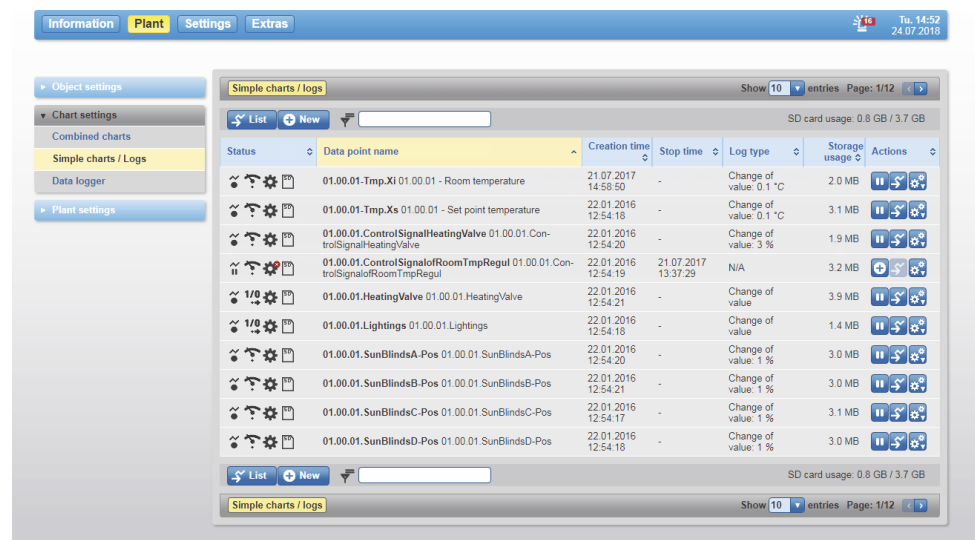 Information Plant Settings Extras 16 Tu. 14:52
24.07.2018
Object settings
Chart settings
Combined charts
Simple charts / Logs
Data logger
Plant settings
Simple charts / logs Show 10 entries Page: 1/12
List New SD card usage: 0.8 GB / 3.7 GB
Status Data point name Creation time Stop time Log type Storage usage Actions
01.00.01-Tmp.Xi 01.00.01 - Room temperature 21.07.2017 14:58:50 - Change of value: 0.1 °C 2.0 MB
01.00.01-Tmp.Xs 01.00.01 - Set point temperature 22.01.2016 12:54:18 - Change of value: 0.1 °C 3.1 MB
01.00.01.ControlSignalHeatingValve 01.00.01.Con-
trolSignalHeatingValve 22.01.2016 12:54:20 - Change of value: 3 % 1.9 MB
01.00.01.ControlSignalofRoomTmpRegul 01.00.01.Con-
trolSignalofRoomTmpRegul 22.01.2016 12:54:19 21.07.2017 13:37:29 N/A 3.2 MB
1/0 01.00.01.HeatingValve 01.00.01.HeatingValve 22.01.2016 12:54:21 - Change of value 3.9 MB
1/0 01.00.01.Lightings 01.00.01.Lightings 22.01.2016 12:54:18 - Change of value 1.4 MB
01.00.01.SunBlindsA-Pos 01.00.01.SunBlindsA-Pos 22.01.2016 12:54:20 - Change of value: 1 % 3.0 MB
01.00.01.SunBlindsB-Pos 01.00.01.SunBlindsB-Pos 22.01.2016 12:54:21 - Change of value: 1 % 3.0 MB
01.00.01.SunBlindsC-Pos 01.00.01.SunBlindsC-Pos 22.01.2016 12:54:17 - Change of value: 1 % 3.1 MB
01.00.01.SunBlindsD-Pos 01.00.01.SunBlindsD-Pos 22.01.2016 12:54:18 - Change of value: 1 % 3.0 MB
List New SD card usage: 0.8 GB / 3.7 GB
Simple charts / logs Show 10 entries Page: 1/12